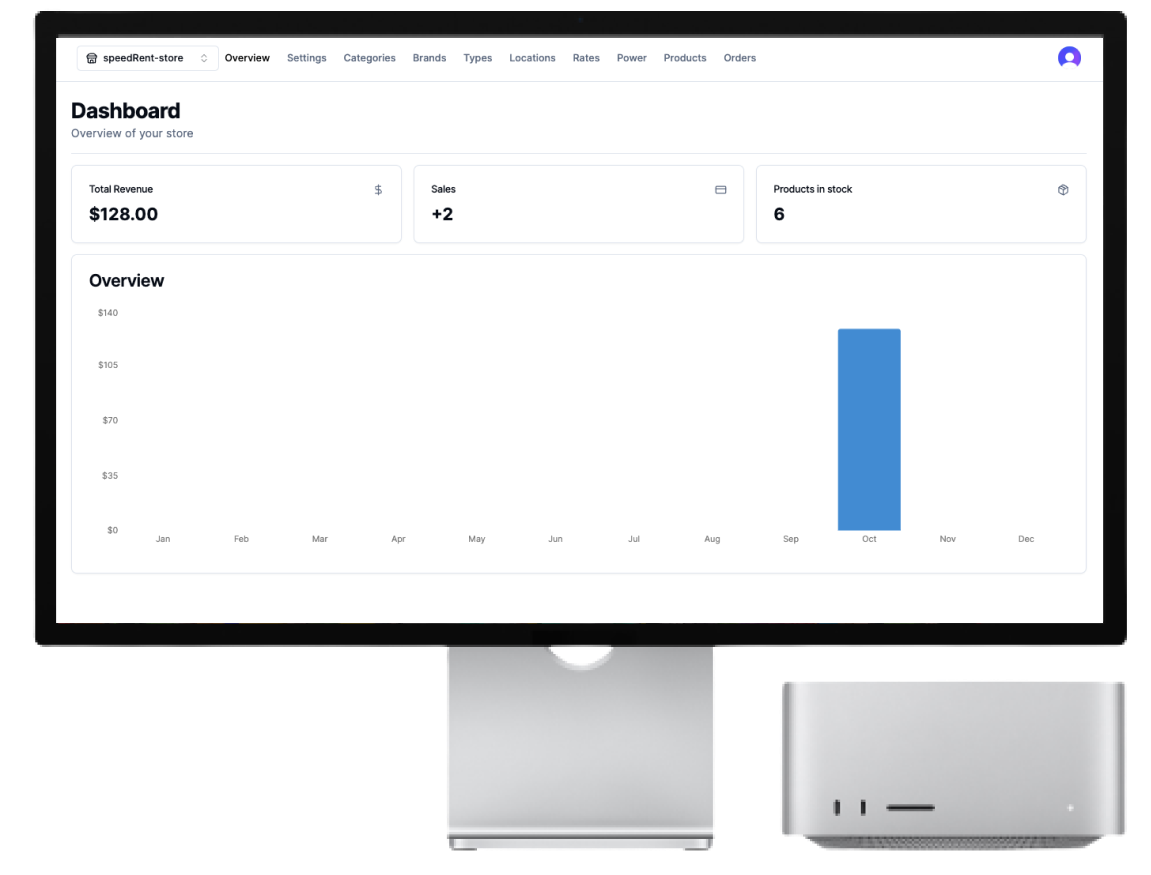 speedRent-store Overview Settings Categories Brands Types Locations Rates Power Products Orders
Dashboard
Overview of your store
Total Revenue
$128.00
Sales
+2
Products in stock
6
Overview
$140
$105
$70
$35
$0
Jan Feb Mar Apr May Jun Jul Aug Sep Oct Nov Dec